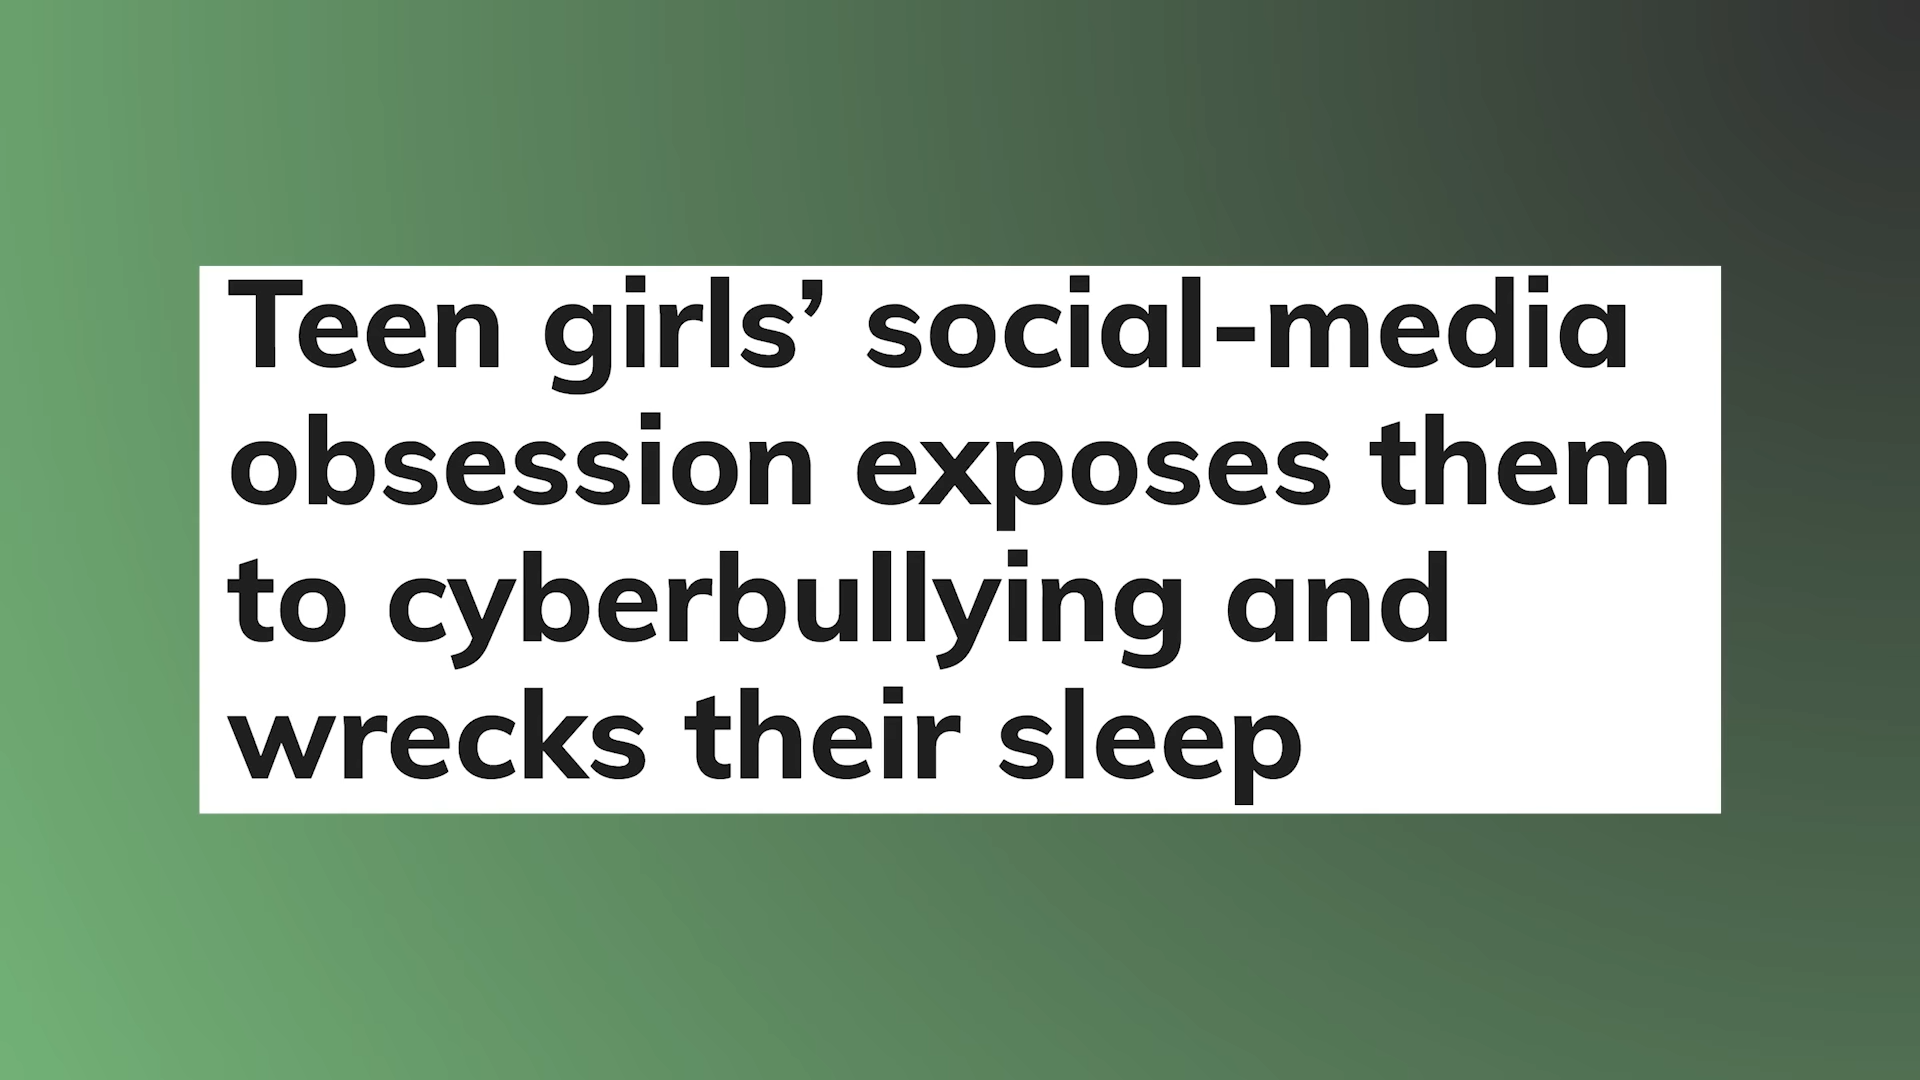 Teen girls’ social-media
obsession exposes them
to cyberbullying and
wrecks their sleep